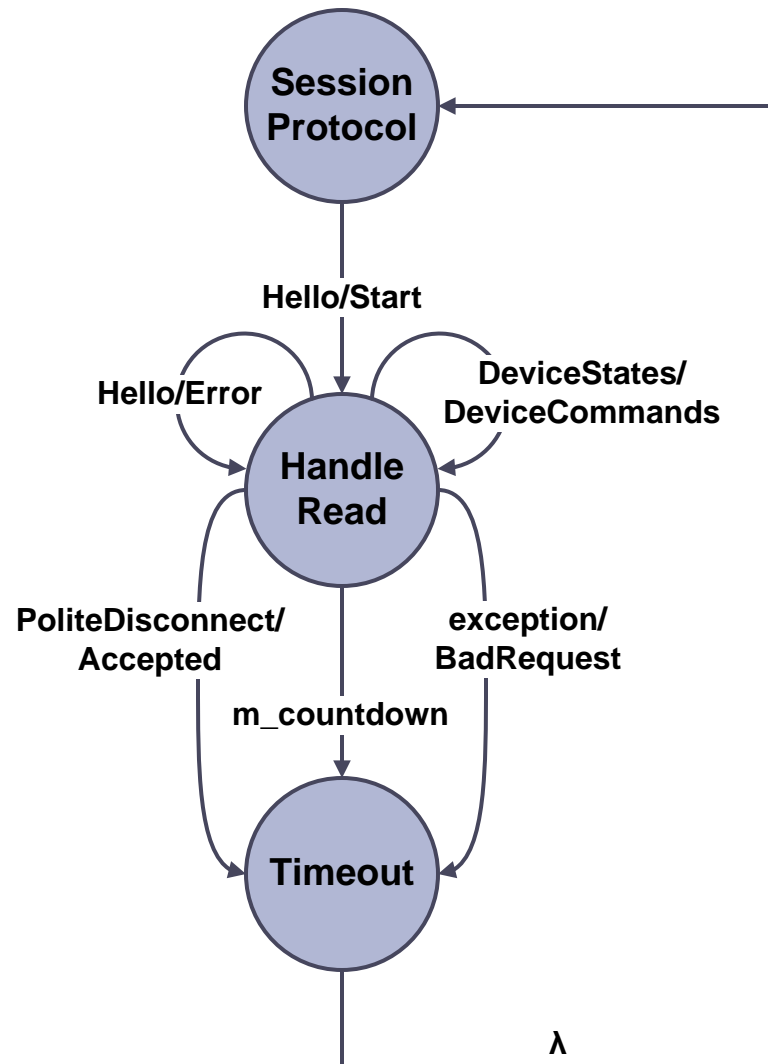 Session
Protocol
Hello/Start
Hello/Error
DeviceStates/
DeviceCommands
Handle
Read
PoliteDisconnect/
Accepted
exception/
BadRequest
m_countdown
Timeout
λ